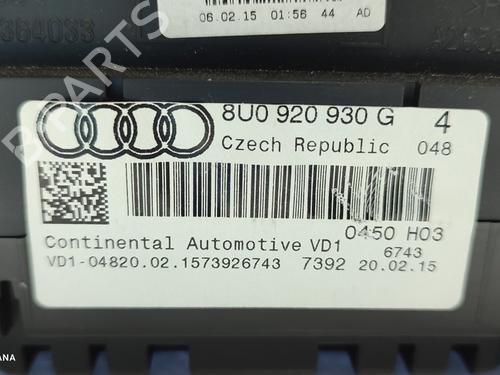 06.02.15 01:56 44 AD
B-PARTS
8U0 920 930 G 4
Czech Republic 048
0450 H03
Continental Automotive VD1 6743
VD1-04820.02.1573926743 7392 20.02.15